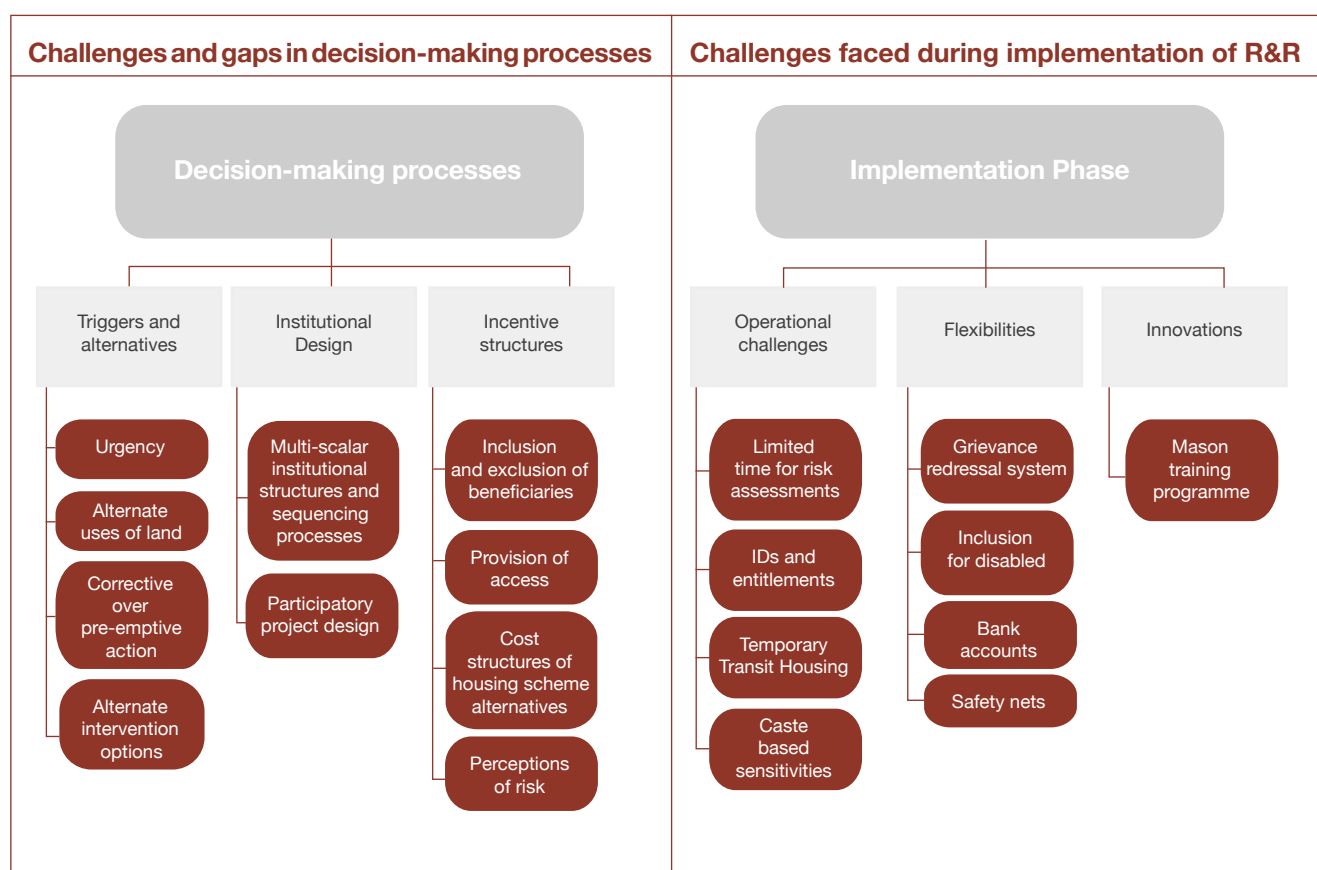 Challenges and gaps in decision-making processes
Decision-making processes
Triggers and
alternatives
Urgency
Alternate
uses of land
Corrective
over
pre-emptive
action
Alternate
intervention
options
Institutional
Design
Multi-scalar
institutional
structures and
sequencing
processes
Participatory
project design
Incentive
structures
Inclusion
and exclusion of
beneficiaries
Provision of
access
Cost
structures of
housing scheme
alternatives
Perceptions
of risk
Challenges faced during implementation of R&R
Implementation Phase
Operational
challenges
Limited
time for risk
assessments
IDs and
entitlements
Temporary
Transit Housing
Caste
based
sensitivities
Flexibilities
Grievance
redressal system
Inclusion
for disabled
Bank
accounts
Safety nets
Innovations
Mason
training
programme